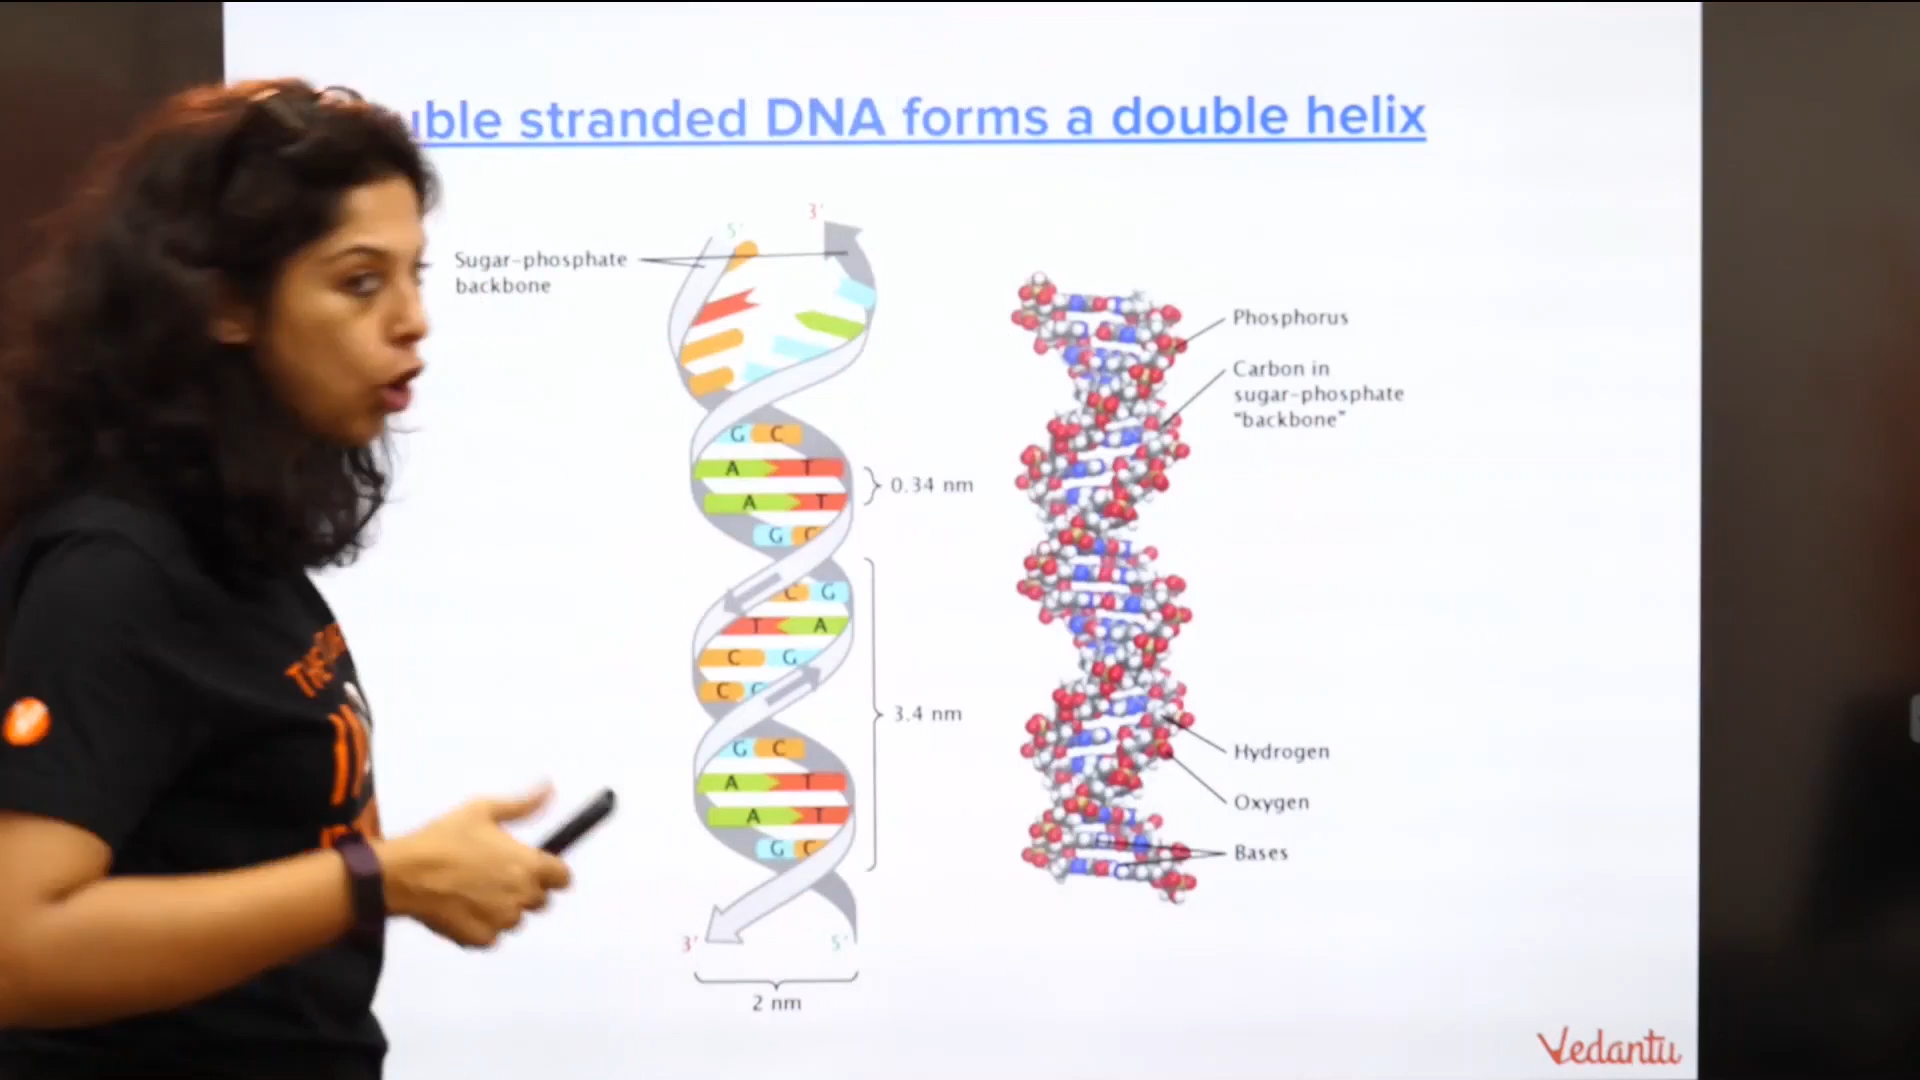 uble stranded DNA forms a double helix
3'
5'
Sugar-phosphate
backbone
G C
A T
A T
0.34 nm
G C
C G
T A
C G
C G
3.4 nm
G C
A T
A T
G C
3' 5'
2 nm
Phosphorus
Carbon in
sugar-phosphate
"backbone"
Hydrogen
Oxygen
Bases
Vedantu